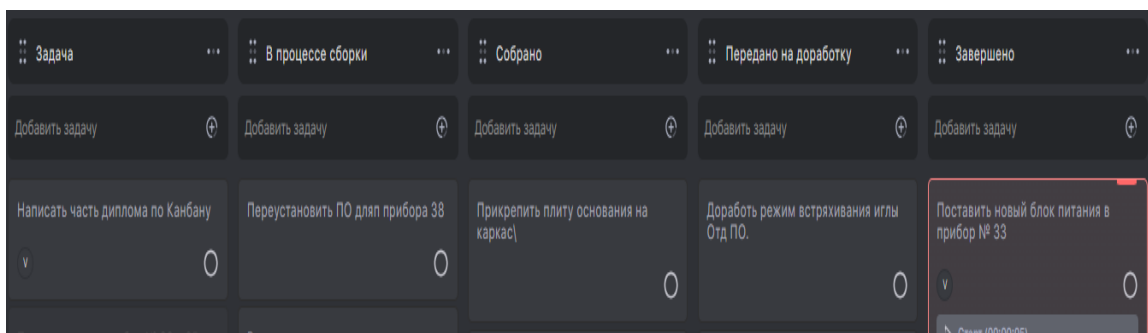 Задача
В процессе сборки
Собрано
Передано на доработку
Завершено
Добавить задачу
Добавить задачу
Добавить задачу
Добавить задачу
Добавить задачу
Написать часть диплома по Канбану
V
Переустановить ПО дляп прибора 38
Прикрепить плиту основания на
каркас\
Доработь режим встряхивания иглы
Отд ПО.
Поставить новый блок питания в
прибор № 33
V